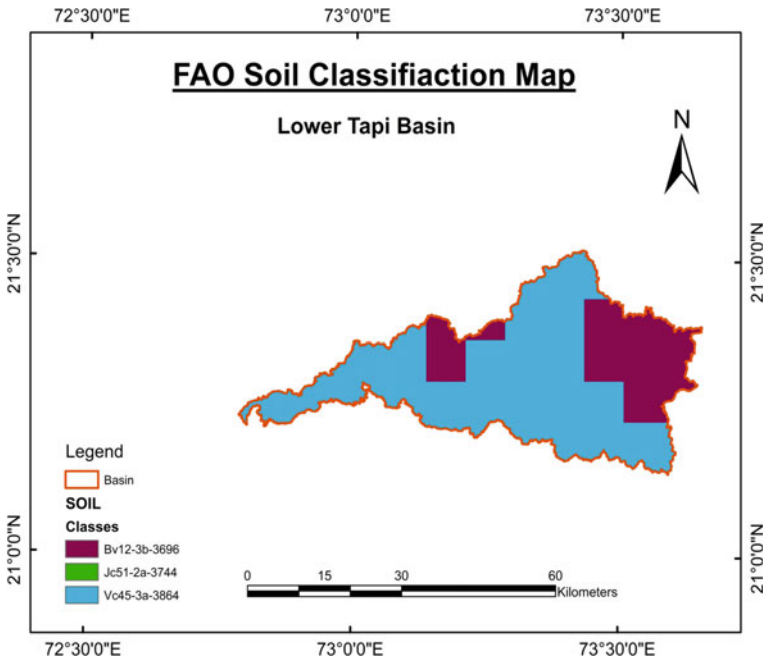 72°30'0"E 73°0'0"E 73°30'0"E
FAO Soil Classifiaction Map
Lower Tapi Basin
N
21°30'0"N 21°30'0"N
Legend
Basin
SOIL
Classes
Bv12-3b-3696
Jc51-2a-3744
Vc45-3a-3864
21°0'0"N 21°0'0"N
0 15 30 60
Kilometers
72°30'0"E 73°0'0"E 73°30'0"E